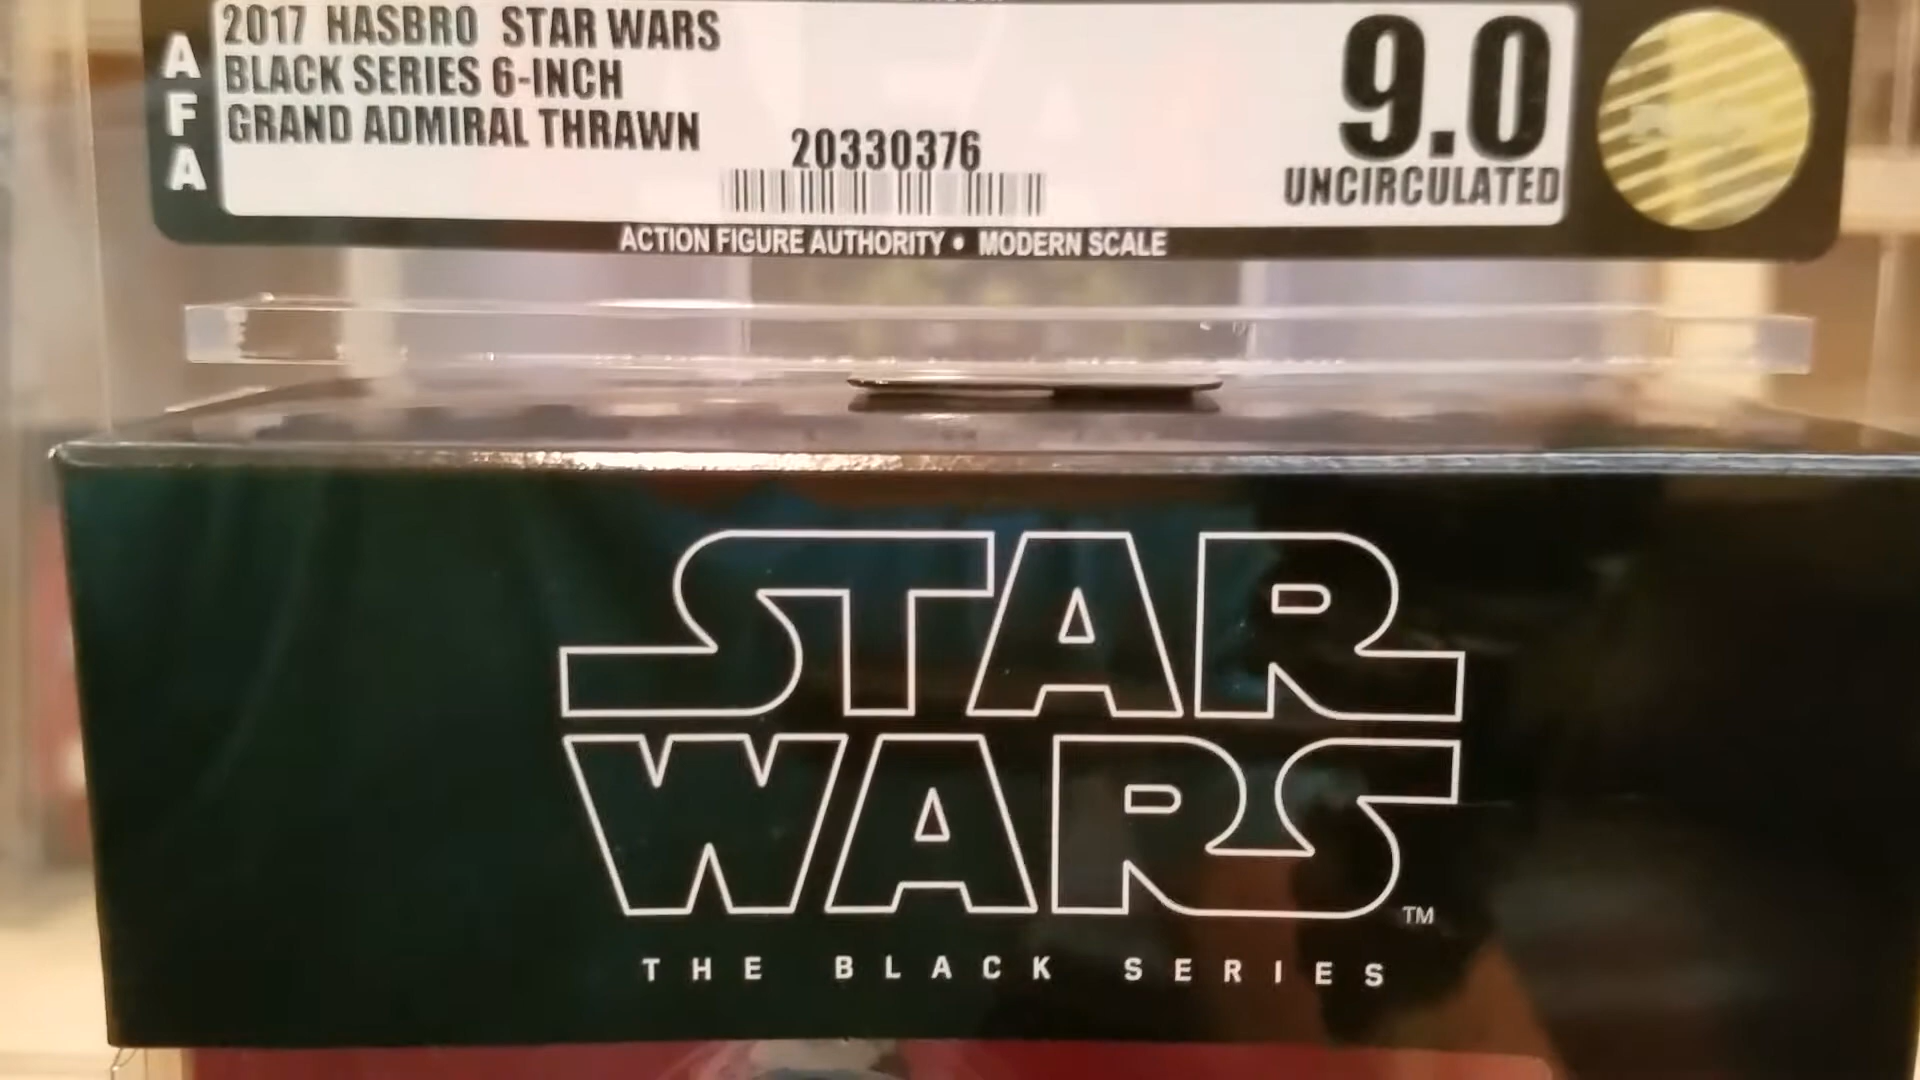 AFA
2017 HASBRO STAR WARS
BLACK SERIES 6-INCH
GRAND ADMIRAL THRAWN
20330376
9.0
UNCIRCULATED
ACTION FIGURE AUTHORITY • MODERN SCALE
STAR
WARS
TM
THE BLACK SERIES